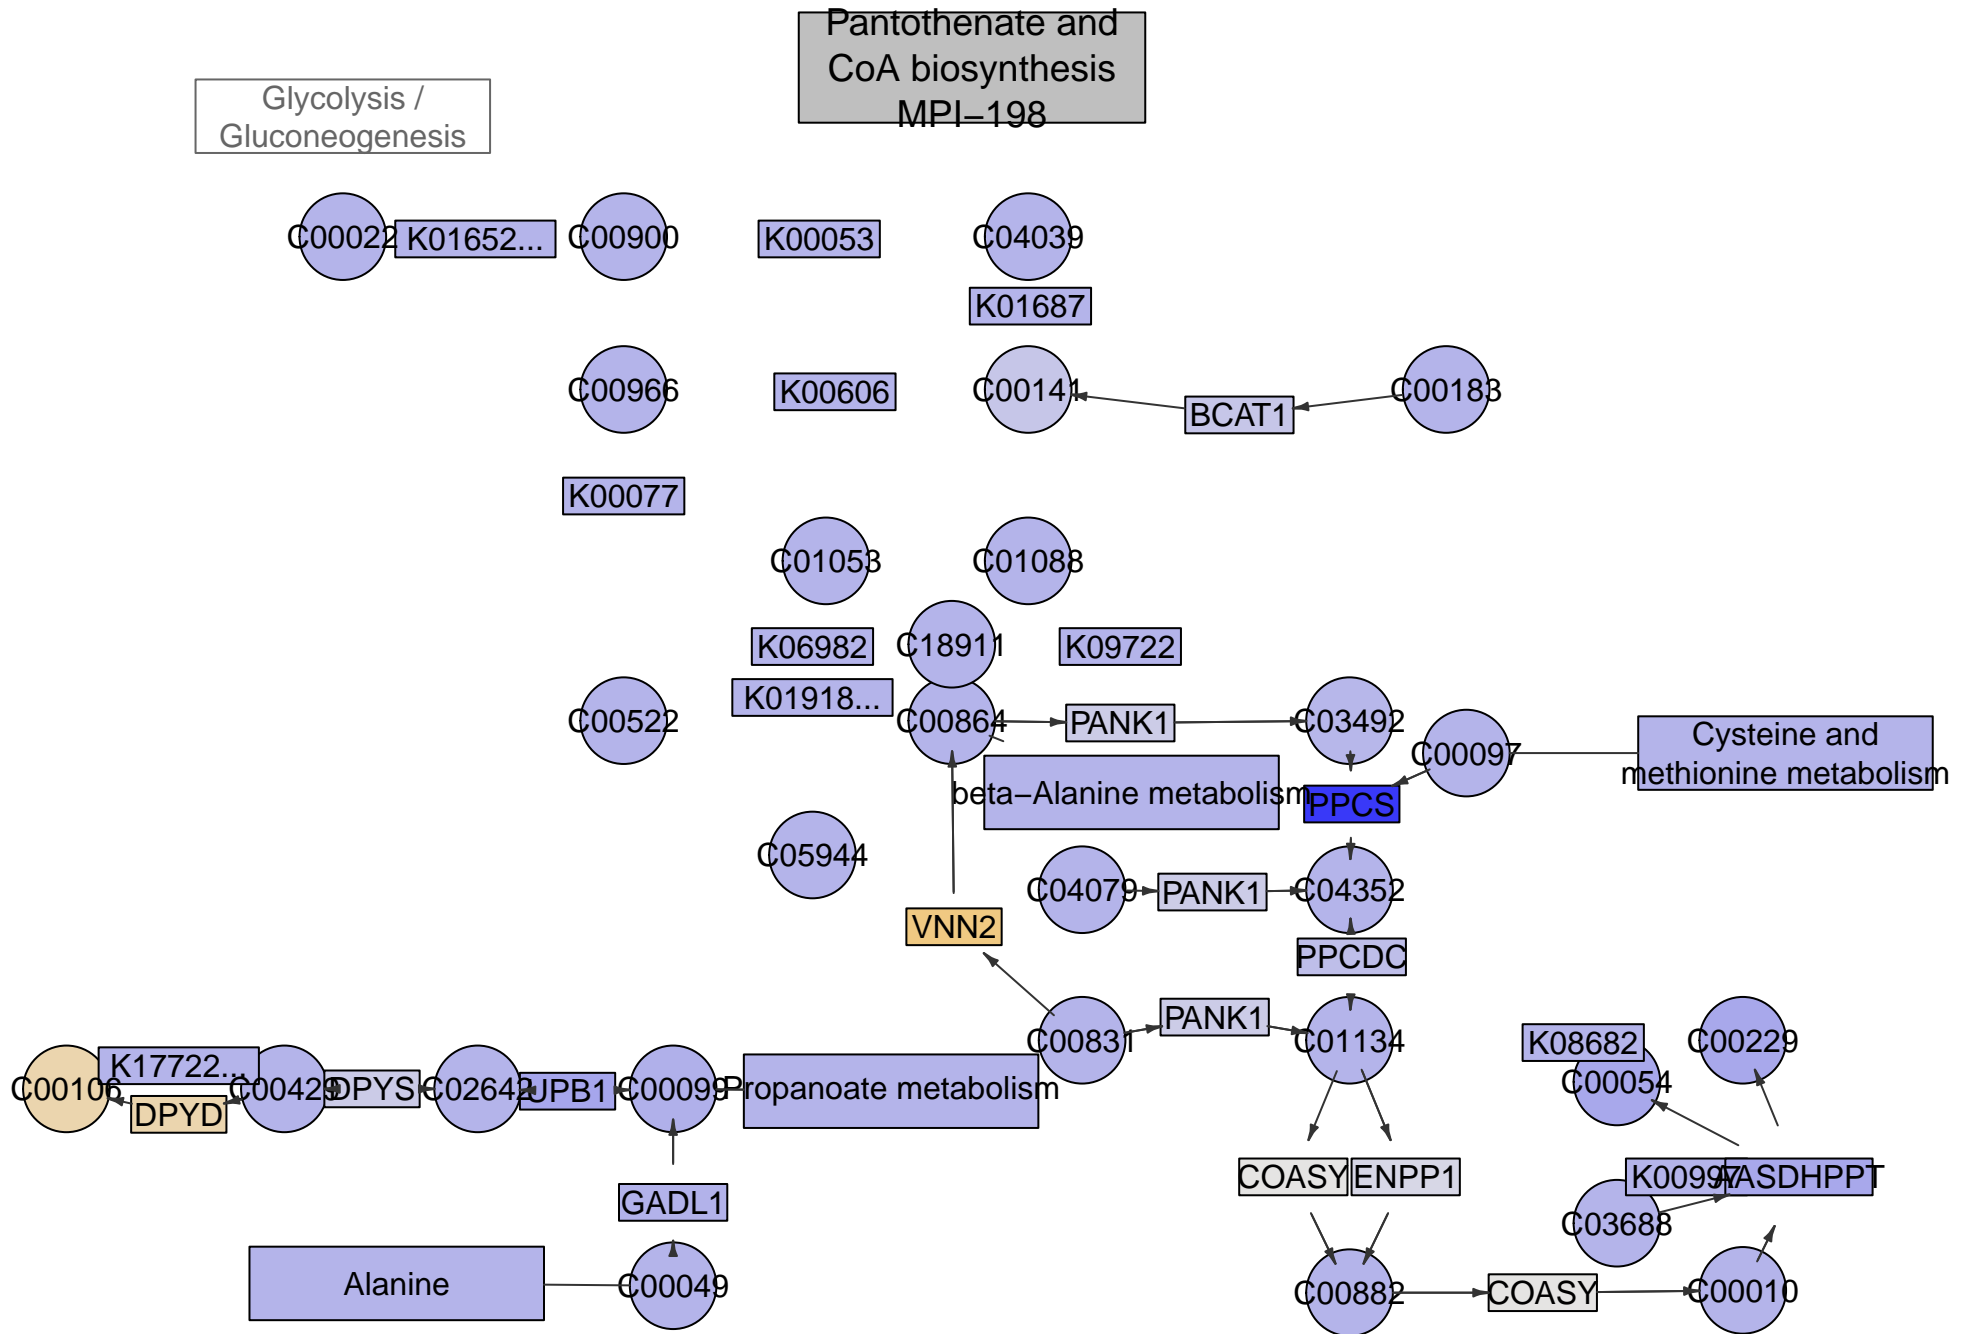 Pantothenate and
CoA biosynthesis
MPI−198
Glycolysis /
Gluconeogenesis
C00022
K01652...
C00900
K00053
C04039
K01687
C00966
K00606
C00141
BCAT1
C00183
K00077
C01053
C01088
K06982
C18911
K09722
K01918...
C00522
C00864
PANK1
C03492
C00097
Cysteine and
methionine metabolism
beta−Alanine metabolism
PPCS
C05944
C04079
PANK1
C04352
VNN2
PPCDC
C00831
PANK1
C01134
K08682
C00229
C00054
C00106
K17722...
DPYD
C00429
DPYS
C02642
UPB1
C00099
Propanoate metabolism
COASY
ENPP1
K00997
AASDHPPT
GADL1
C03688
Alanine
C00049
C00882
COASY
C00010